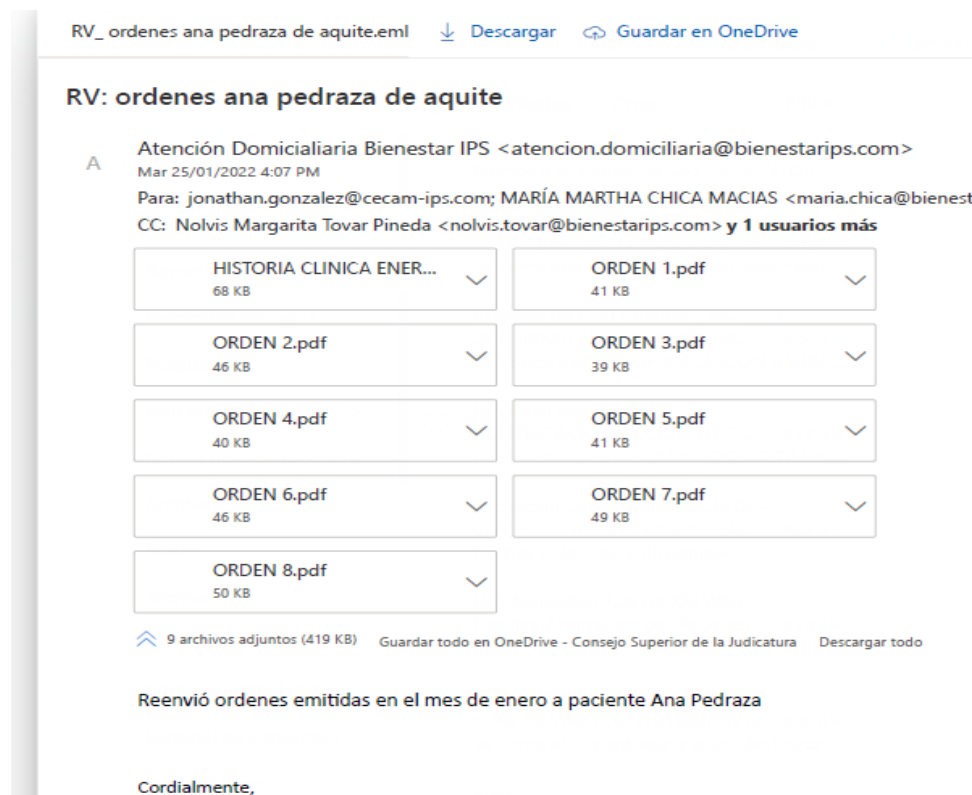 RV_ ordenes ana pedraza de aquite.eml Descargar Guardar en OneDrive
RV: ordenes ana pedraza de aquite
A
Atención Domicialiaria Bienestar IPS <atencion.domiciliaria@bienestarips.com>
Mar 25/01/2022 4:07 PM
Para: jonathan.gonzalez@cecam-ips.com; MARÍA MARTHA CHICA MACIAS <maria.chica@bienest
CC: Nolvis Margarita Tovar Pineda <nolvis.tovar@bienestarips.com> y 1 usuarios más
HISTORIA CLINICA ENER... ORDEN 1.pdf
68 KB 41 KB
ORDEN 2.pdf ORDEN 3.pdf
46 KB 39 KB
ORDEN 4.pdf ORDEN 5.pdf
40 KB 41 KB
ORDEN 6.pdf ORDEN 7.pdf
46 KB 49 KB
ORDEN 8.pdf
50 KB
9 archivos adjuntos (419 KB) Guardar todo en OneDrive - Consejo Superior de la Judicatura Descargar todo
Reenvió ordenes emitidas en el mes de enero a paciente Ana Pedraza
Cordialmente,